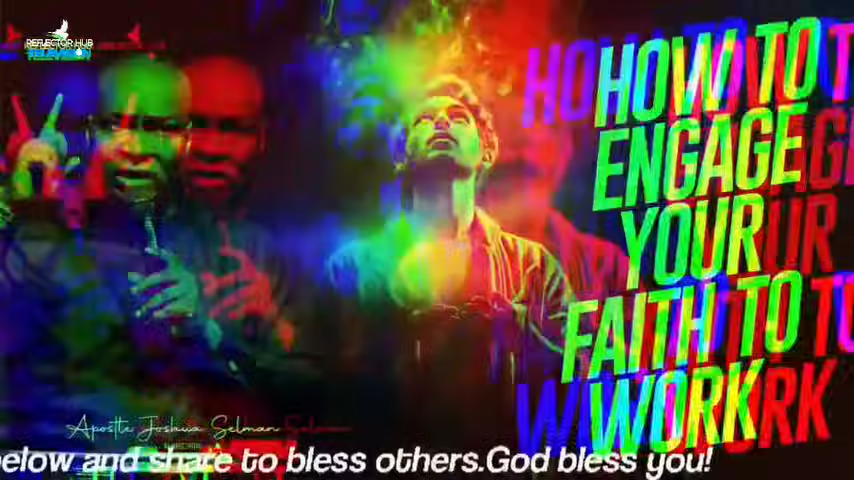 REFLECTOR HUB
TELEVISION
HOW TO
ENGAGE
YOUR
FAITH TO
WORK
Apostle Joshua Selman
elow and share to bless others.God bless you!